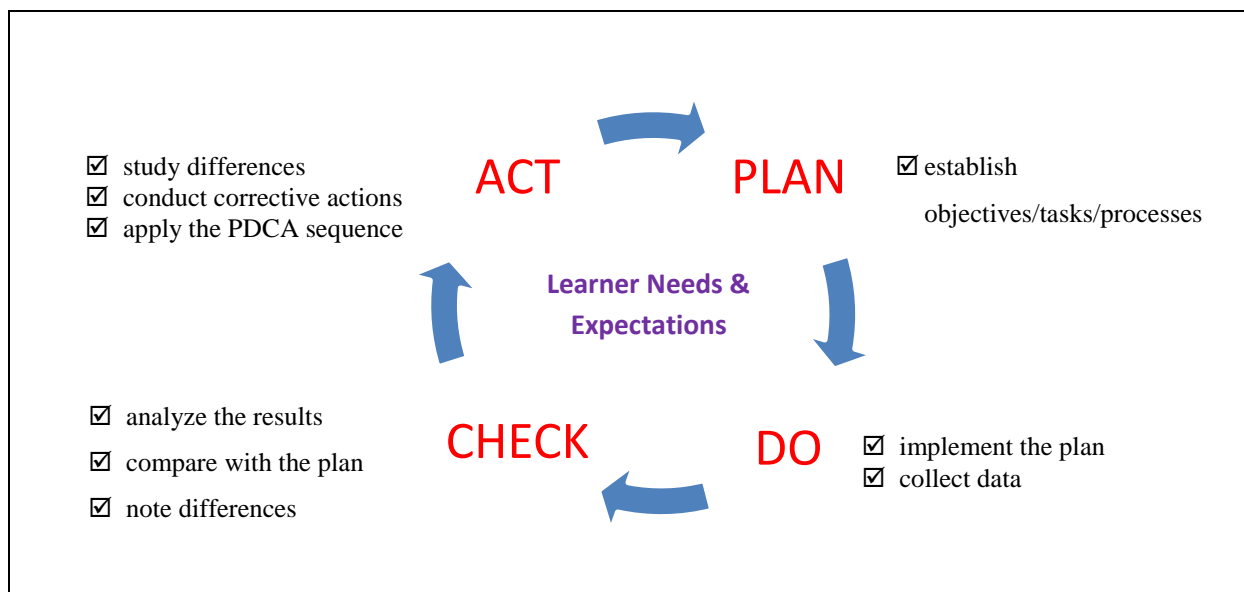 ACT
☑ study differences
☑ conduct corrective actions
☑ apply the PDCA sequence
PLAN
☑ establish
objectives/tasks/processes
Learner Needs &
Expectations
CHECK
☑ analyze the results
☑ compare with the plan
☑ note differences
DO
☑ implement the plan
☑ collect data